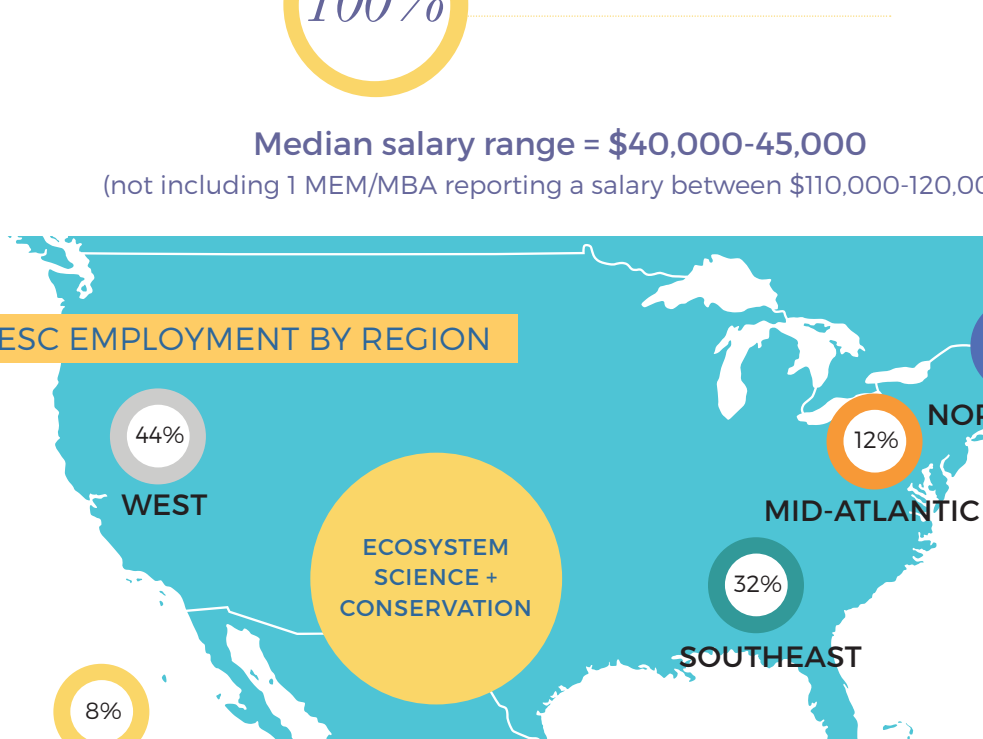 100%
Median salary range = $40,000-45,000
(not including 1 MEM/MBA reporting a salary between $110,000-120,00
ESC EMPLOYMENT BY REGION
44%
WEST
12%
NOR
MID-ATLANTIC
ECOSYSTEM
SCIENCE +
CONSERVATION
32%
SOUTHEAST
8%